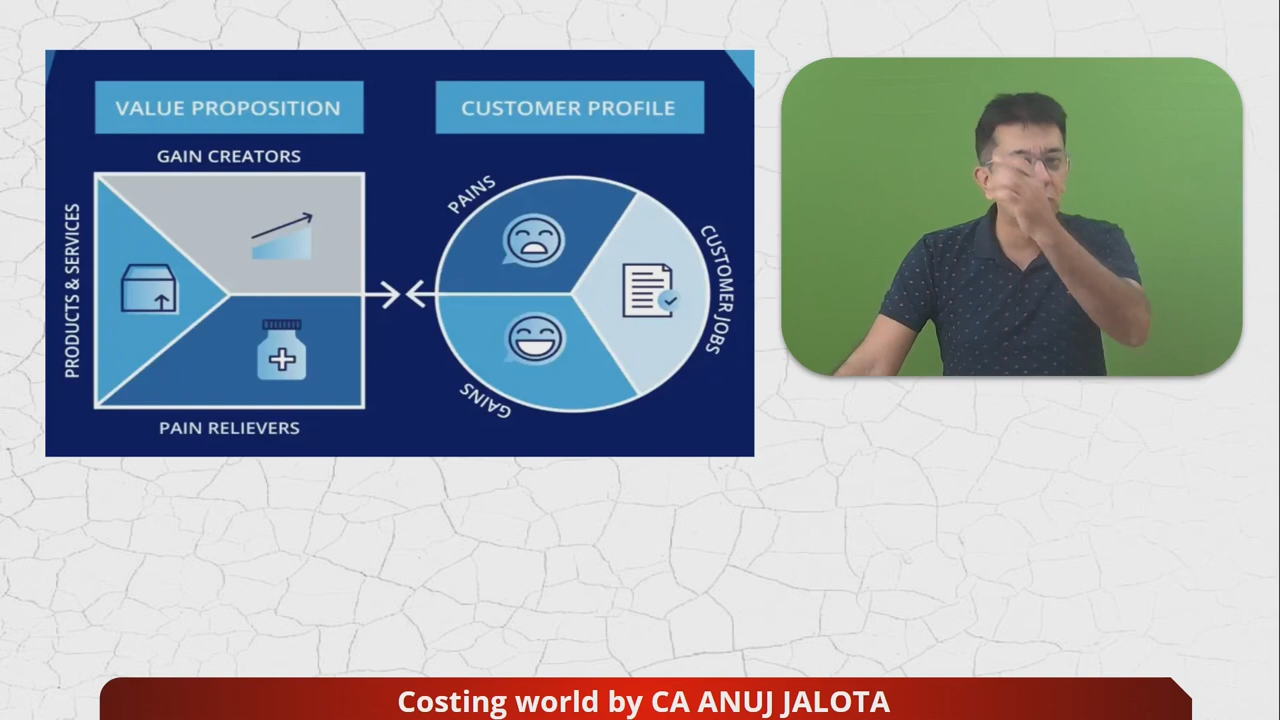 VALUE PROPOSITION
CUSTOMER PROFILE
GAIN CREATORS
PRODUCTS & SERVICES
PAIN RELIEVERS
PAINS
GAINS
CUSTOMER JOBS
Costing world by CA ANUJ JALOTA